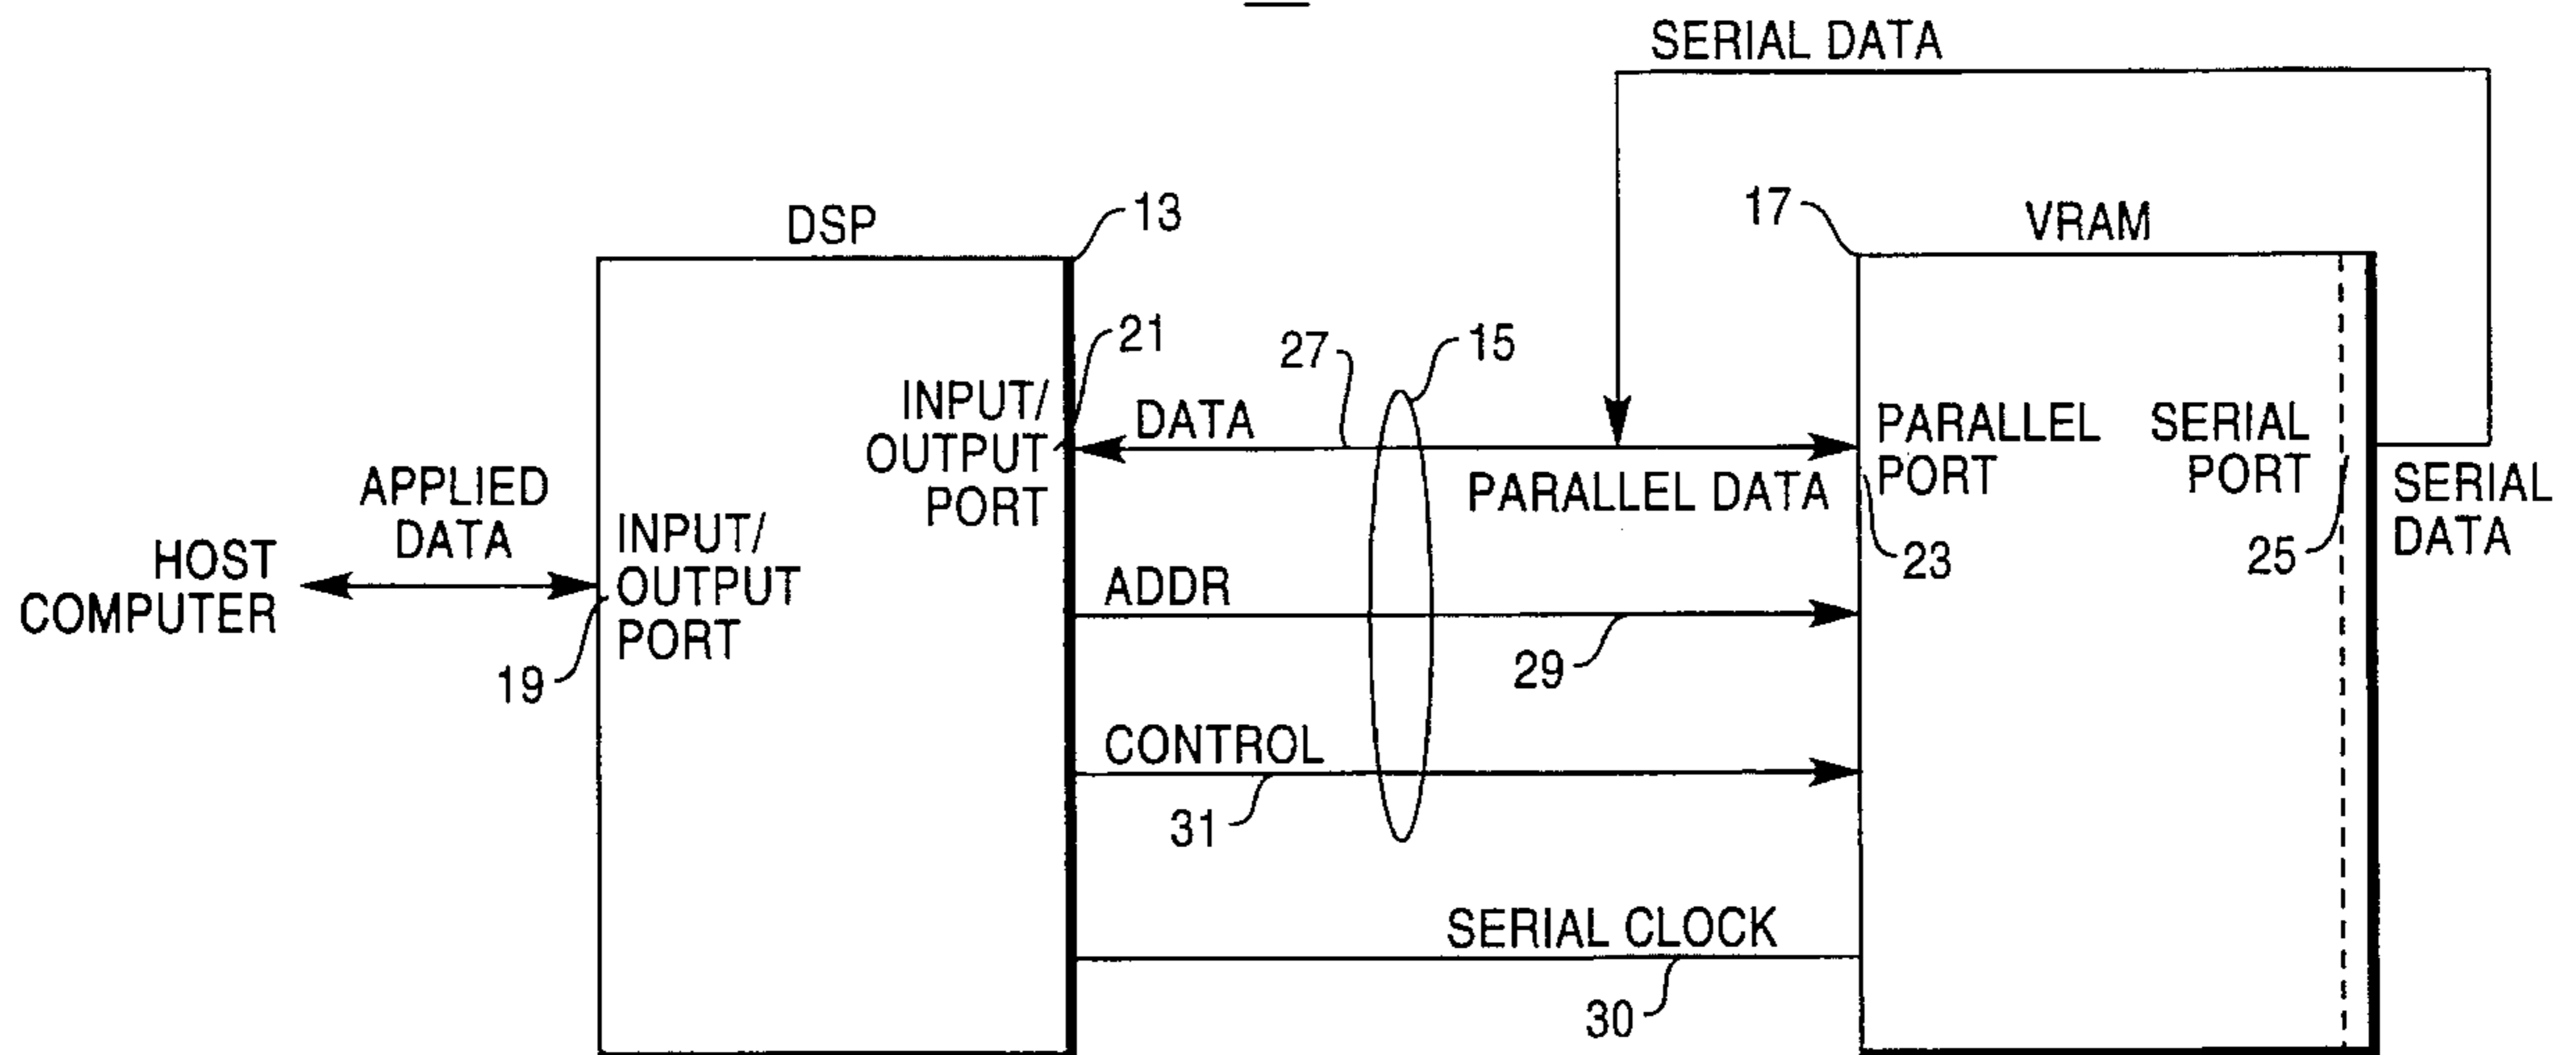 SERIAL DATA
DSP
13
17
VRAM
21
27
15
INPUT/
OUTPUT
PORT
DATA
PARALLEL
PORT
SERIAL
PORT
PARALLEL DATA
SERIAL
DATA
APPLIED
DATA
HOST
COMPUTER
INPUT/
OUTPUT
PORT
19
23
25
ADDR
29
CONTROL
31
SERIAL CLOCK
30